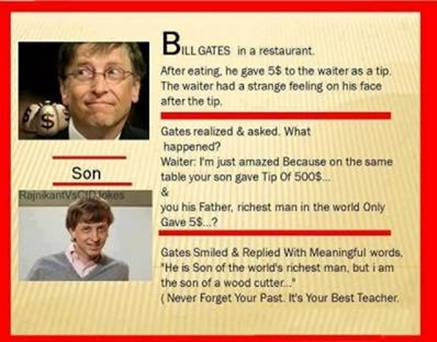 BILL GATES in a restaurant.
After eating, he gave 5$ to the waiter as a tip.
The waiter had a strange feeling on his face
after the tip.
Gates realized & asked. What
happened?
Waiter: I'm just amazed Because on the same
table your son gave Tip Of 500$...
&
you his Father, richest man in the world Only
Gave 5$...?
Gates Smiled & Replied With Meaningful words,
"He is Son of the world's richest man, but i am
the son of a wood cutter..."
( Never Forget Your Past. It's Your Best Teacher.
$ $
Son
RajnikantVsCIDJokes